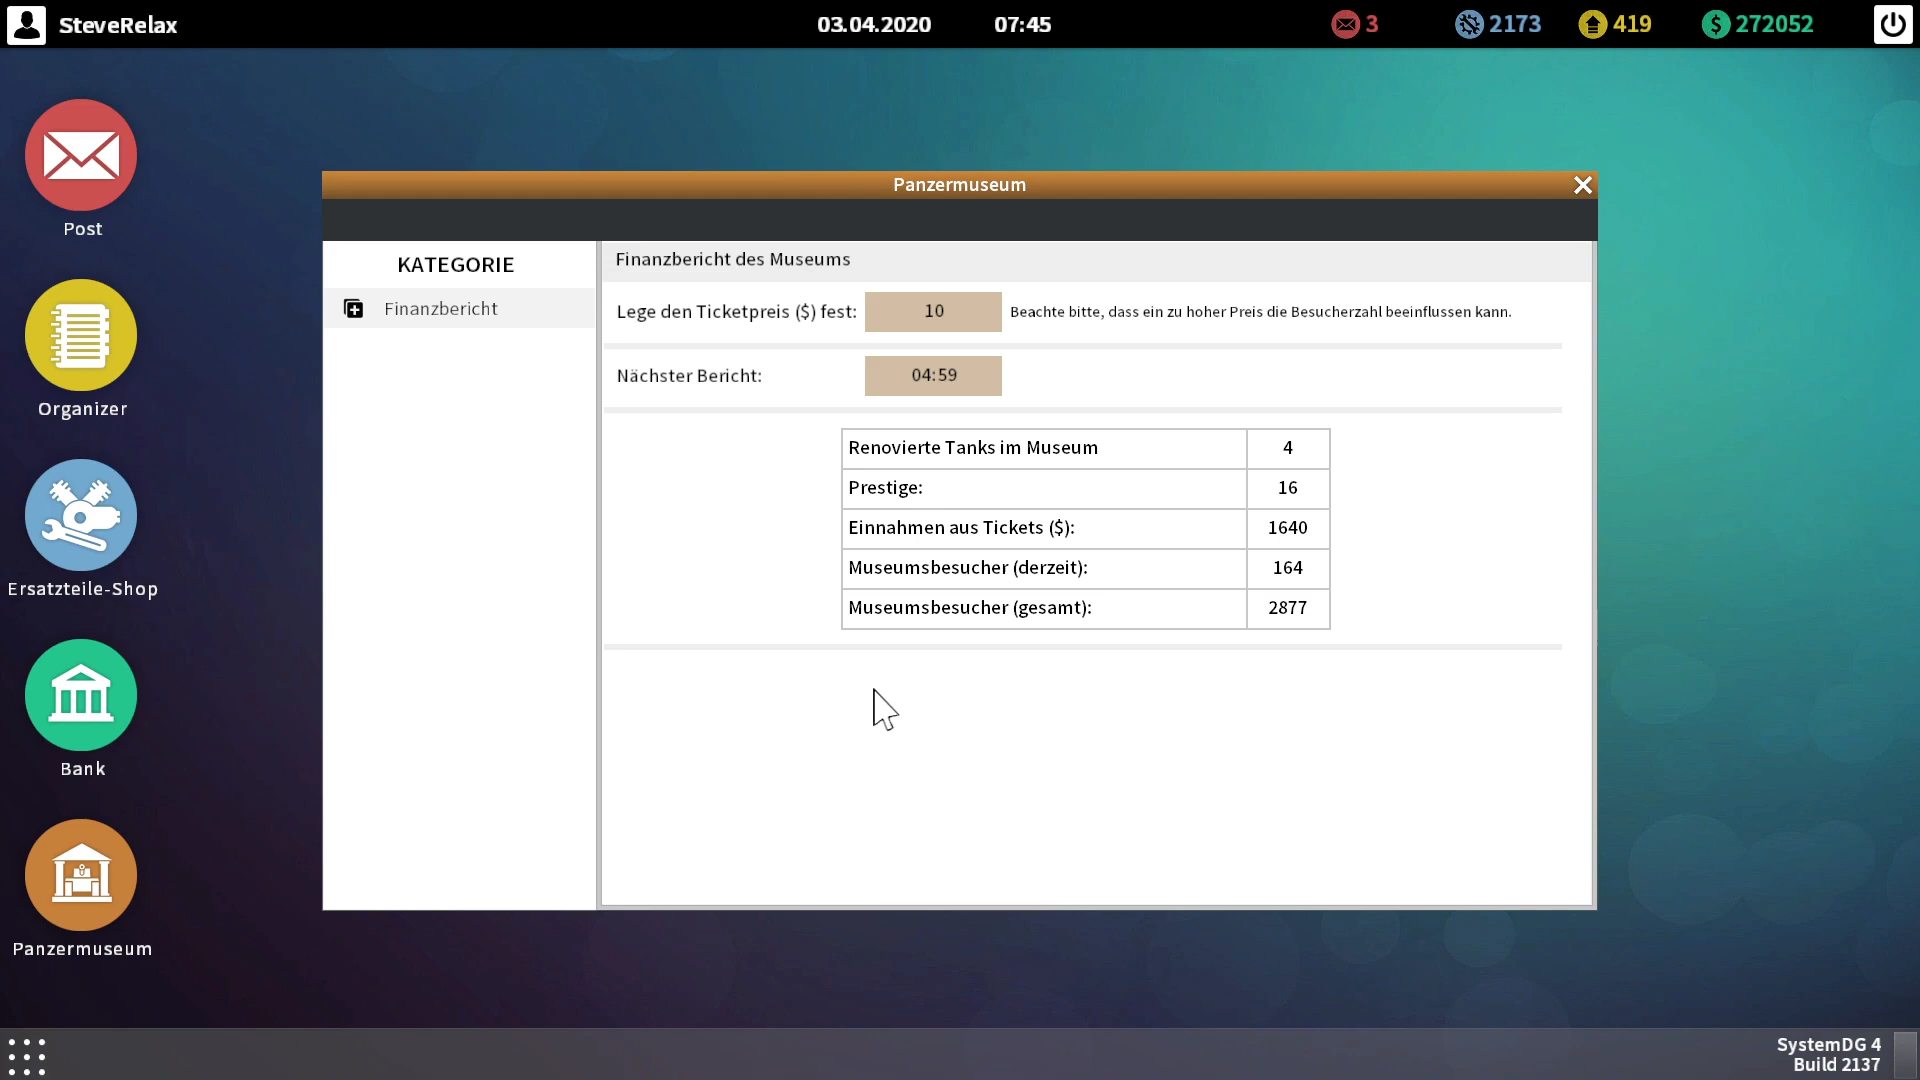 SteveRelax
03.04.2020 07:45
3 2173 419 272052
Post
Organizer
Ersatzteile-Shop
Bank
Panzermuseum
Panzermuseum
KATEGORIE
Finanzbericht
Finanzbericht des Museums
Lege den Ticketpreis ($) fest: 10 Beachte bitte, dass ein zu hoher Preis die Besucherzahl beeinflussen kann.
Nächster Bericht: 04:59
Renovierte Tanks im Museum 4
Prestige: 16
Einnahmen aus Tickets ($): 1640
Museumsbesucher (derzeit): 164
Museumsbesucher (gesamt): 2877
SystemDG 4
Build 2137